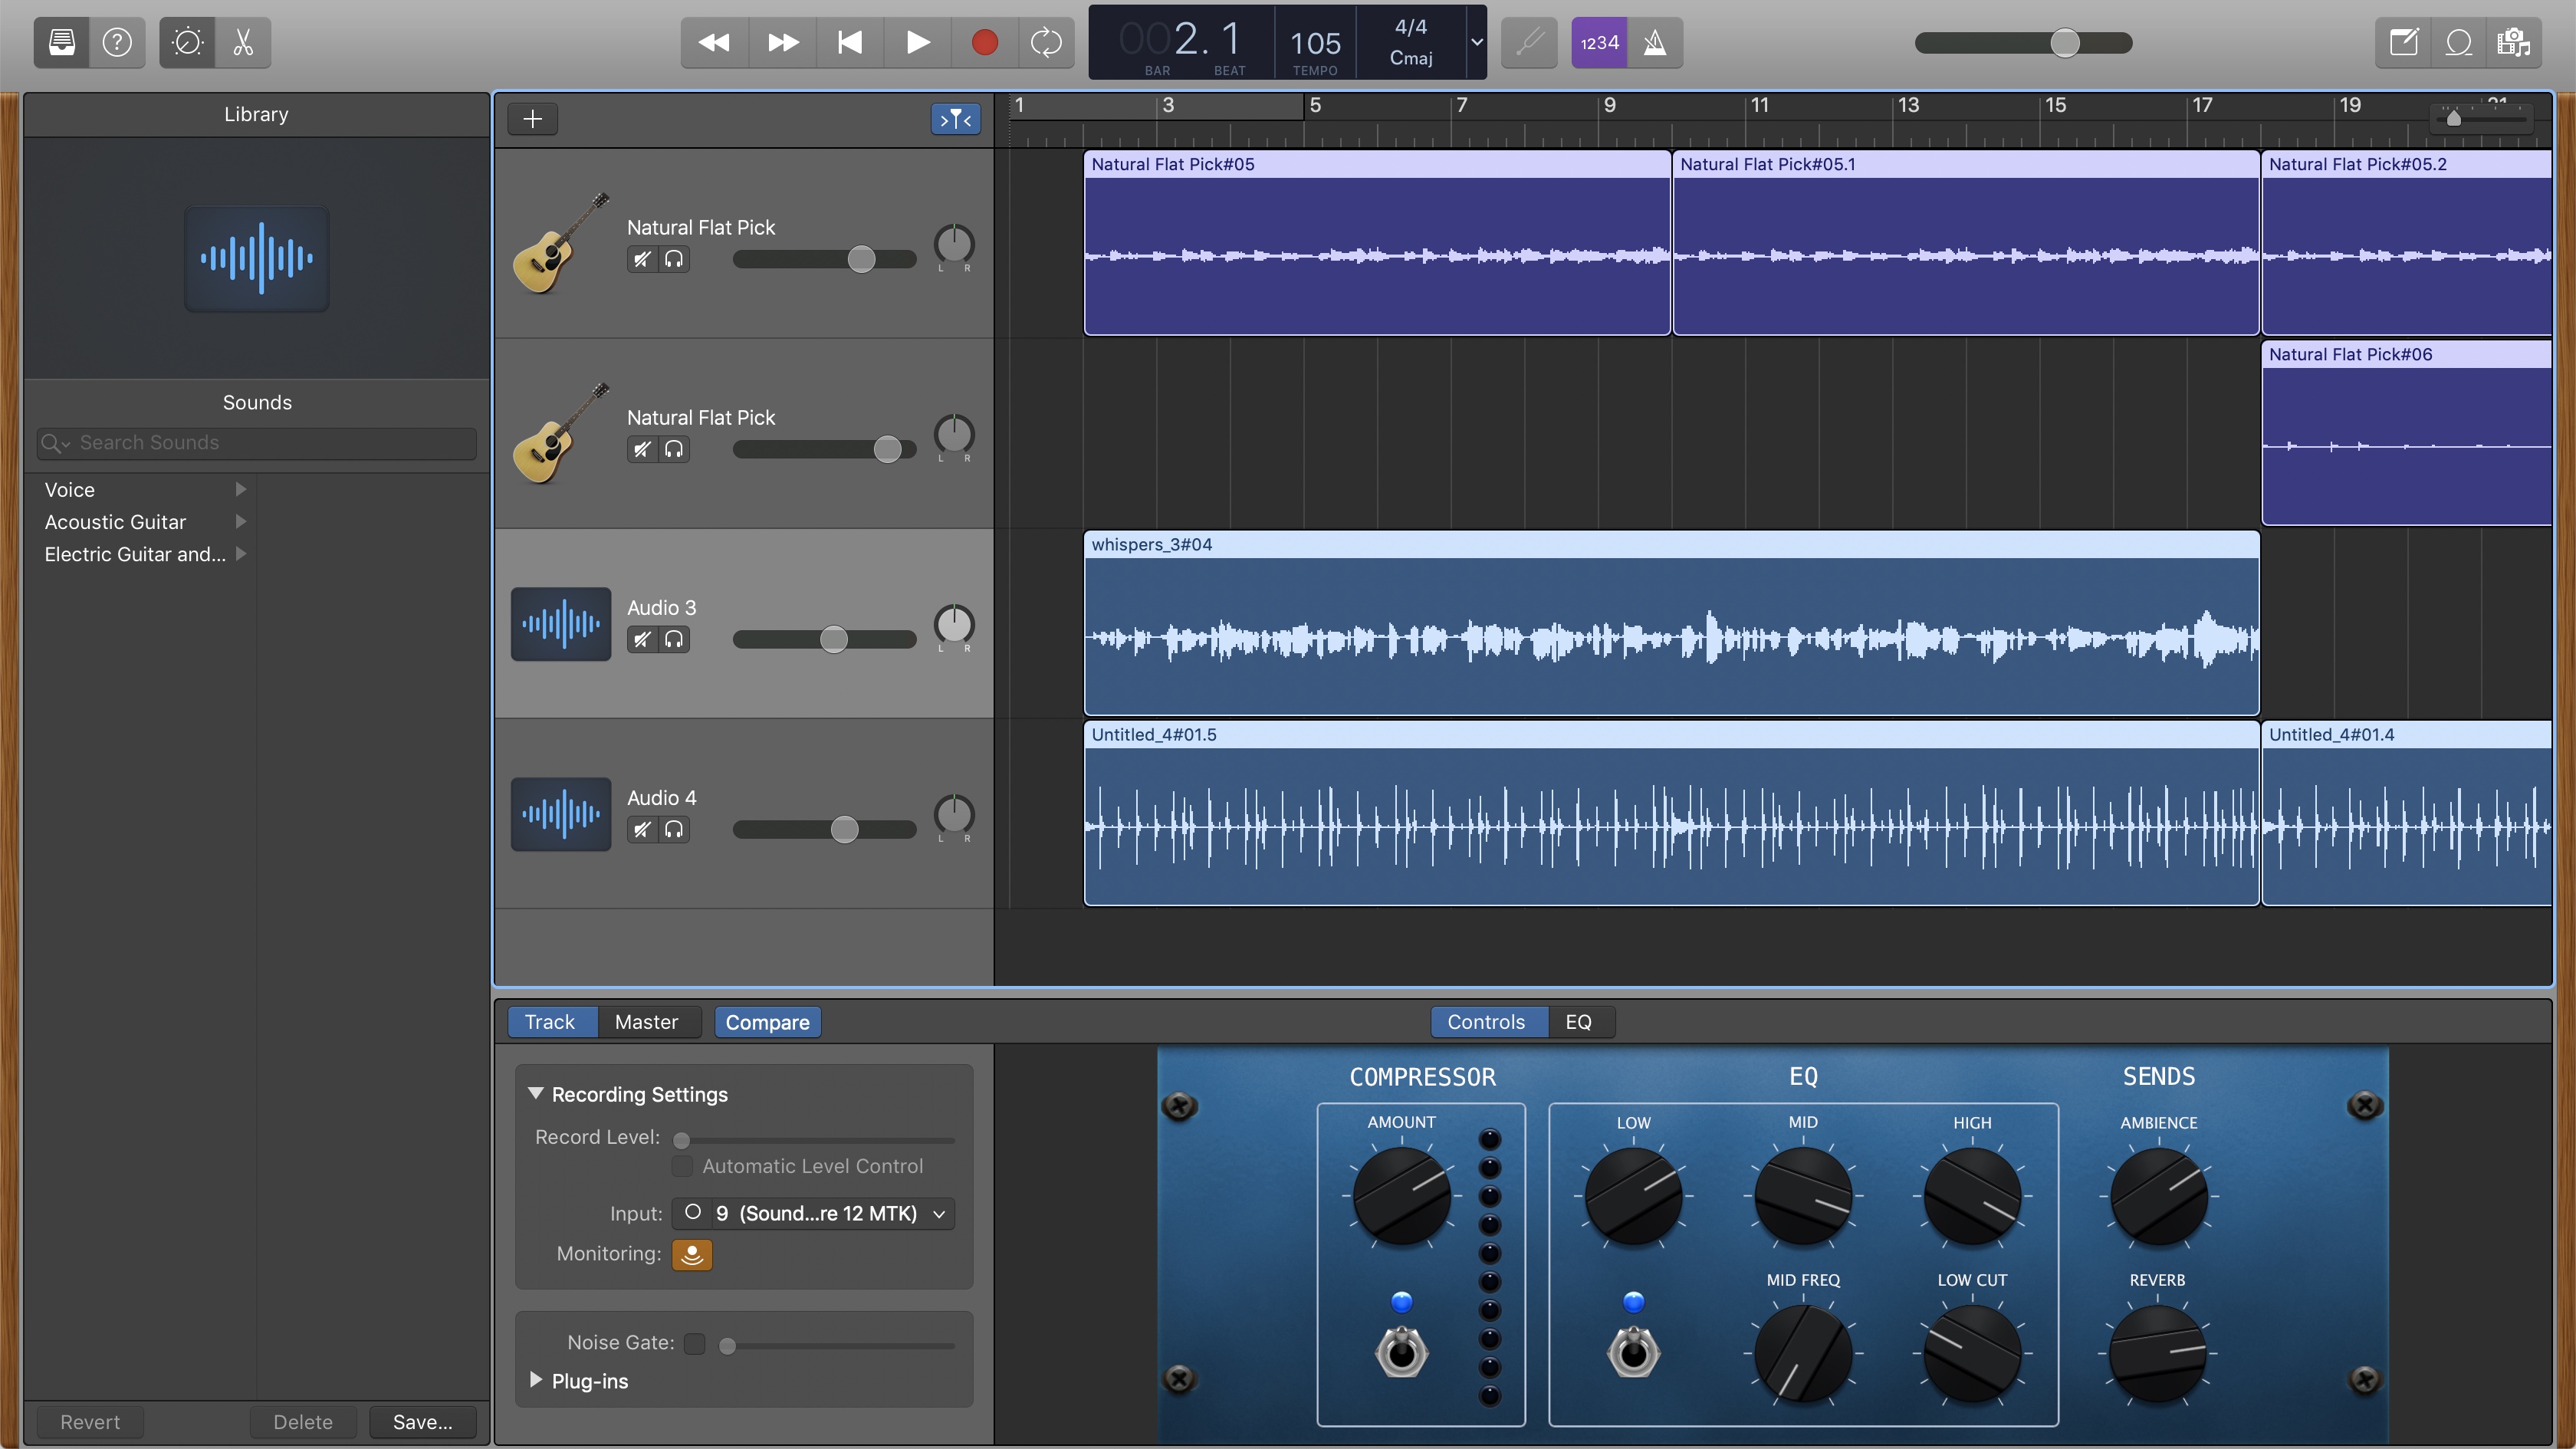 002. 1
BAR BEAT
105
TEMPO
4/4
Cmaj
1234
Library
Sounds
Search Sounds
Voice
Acoustic Guitar
Electric Guitar and...
Revert Delete Save...
1 3 5 7 9 11 13 15 17 19 21
Natural Flat Pick
L R
Natural Flat Pick#05 Natural Flat Pick#05.1 Natural Flat Pick#05.2
Natural Flat Pick
L R
Natural Flat Pick#06
Audio 3
L R
whispers_3#04
Audio 4
L R
Untitled_4#01.5 Untitled_4#01.4
Track Master Compare Controls EQ
Recording Settings
Record Level:
Automatic Level Control
Input: 9 (Sound...re 12 MTK)
Monitoring:
Noise Gate:
Plug-ins
COMPRESSOR EQ SENDS
AMOUNT LOW MID HIGH AMBIENCE
MID FREQ LOW CUT REVERB